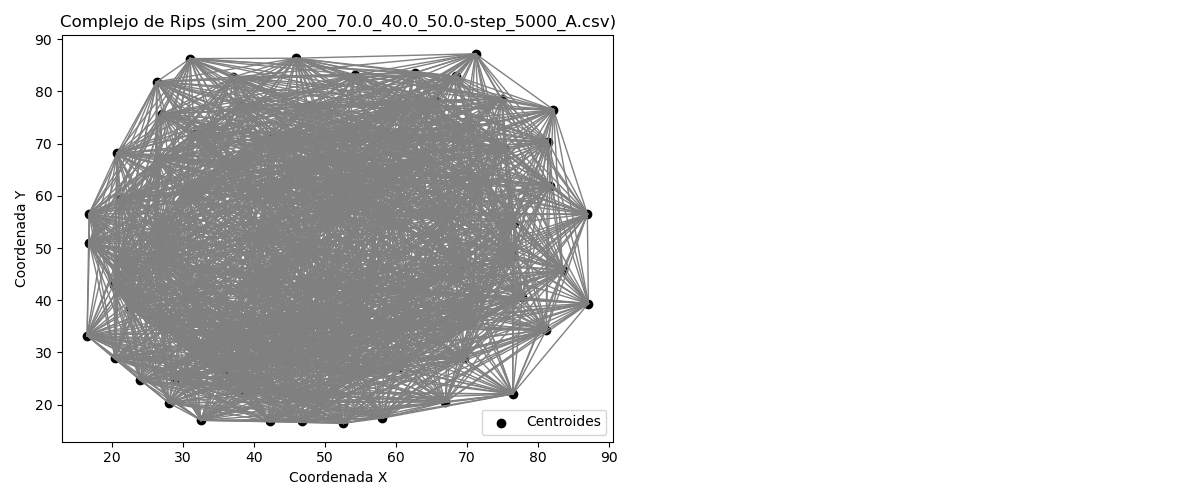 Complejo de Rips (sim_200_200_70.0_40.0_50.0-step_5000_A.csv)
90
80
70
60
50
40
30
20
Coordenada Y
Centroides
20 30 40 50 60 70 80 90
Coordenada X